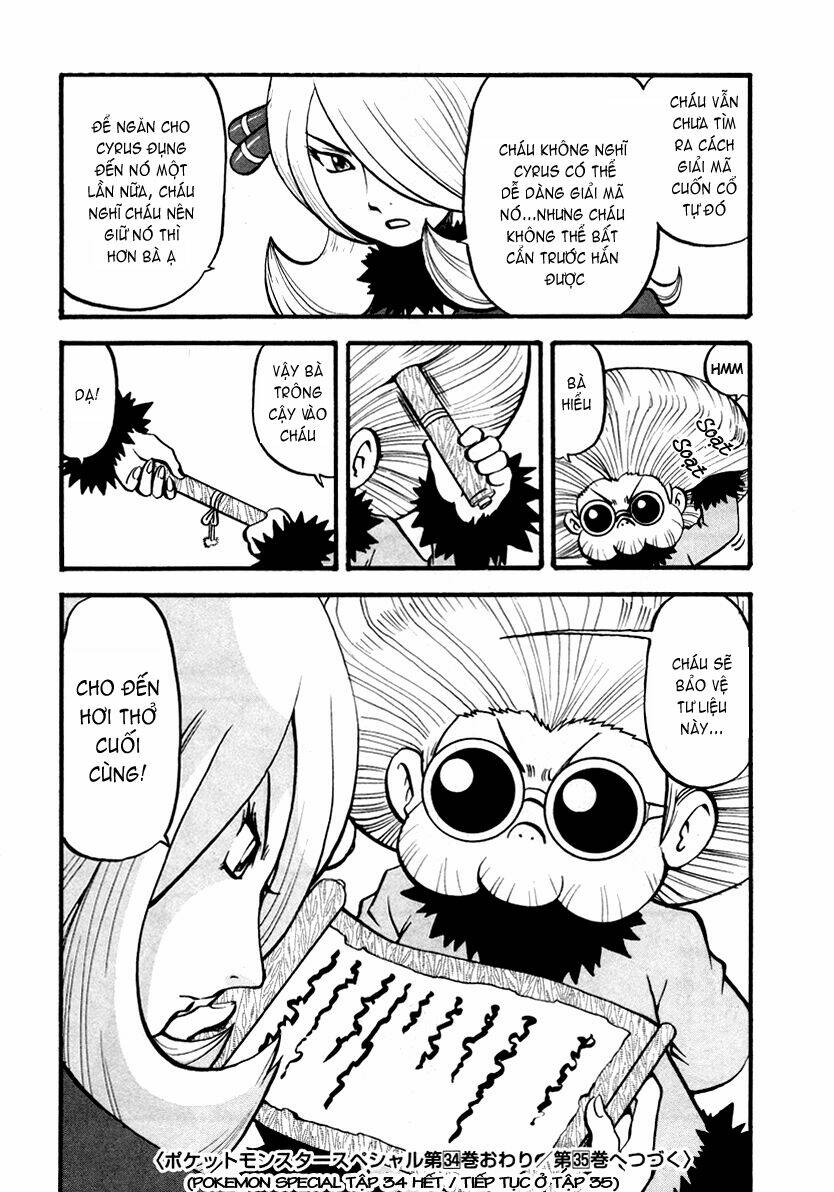 CHÁU VẪN
CHƯA TÌM
RA CÁCH
GIẢI MÃ
CUỐN CỔ
TỰ ĐÓ
CHÁU KHÔNG NGHĨ
CYRUS CÓ THỂ
DỄ DÀNG GIẢI MÃ
NÓ...NHƯNG CHÁU
KHÔNG THỂ BẤT
CẨN TRƯỚC HẮN
ĐƯỢC
ĐỂ NGĂN CHO
CYRUS ĐỤNG
ĐẾN NÓ MỘT
LẦN NỮA, CHÁU
NGHĨ CHÁU NÊN
GIỮ NÓ THÌ
HƠN BÀ Ạ
HMM
BÀ
HIỂU
Soạt
Soạt
VẬY BÀ
TRÔNG
CẬY VÀO
CHÁU
DẠ!
CHÁU SẼ
BẢO VỆ
TƯ LIỆU
NÀY...
CHO ĐẾN
HƠI THỞ
CUỐI
CÙNG!
〈ポケットモンスタースペシャル第34巻おわり/第35巻へつづく〉
(POKEMON SPECIAL TẬP 34 HẾT / TIẾP TỤC Ở TẬP 35)